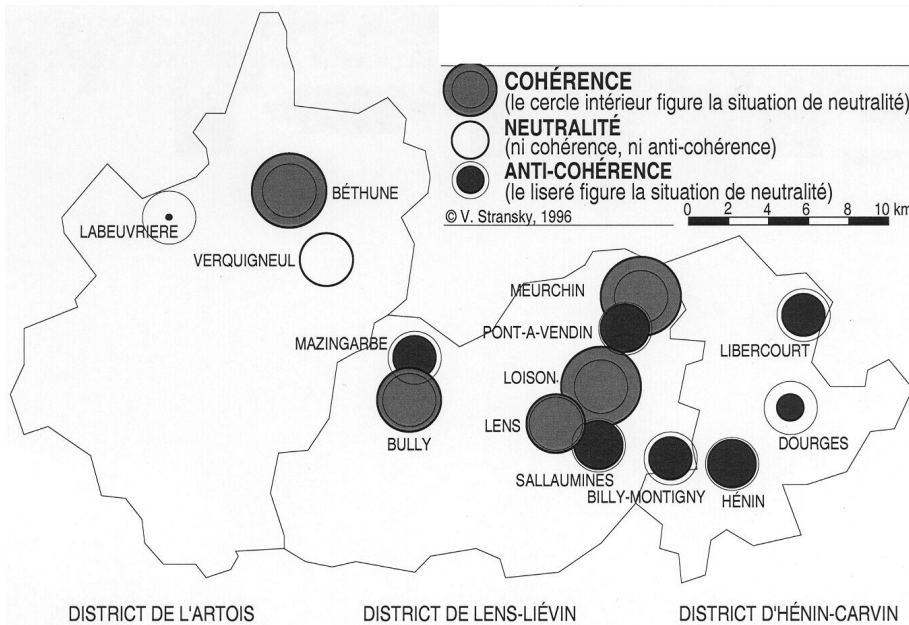 COHÉRENCE
(le cercle intérieur figure la situation de neutralité)
NEUTRALITÉ
(ni cohérence, ni anti-cohérence)
ANTI-COHÉRENCE
(le liseré figure la situation de neutralité)
© V. Stransky, 1996
0 2 4 6 8 10 km
BÉTHUNE
LABEUVRIERE
VERQUIGNEUL
MEURCHIN
MAZINGARBE
PONT-A-VENDIN
LIBERCOURT
LOISON
LENS
BULLY
DOURGES
SALLAUMINES
BILLY-MONTIGNY
HÉNIN
DISTRICT DE L'ARTOIS
DISTRICT DE LENS-LIÉVIN
DISTRICT D'HÉNIN-CARVIN